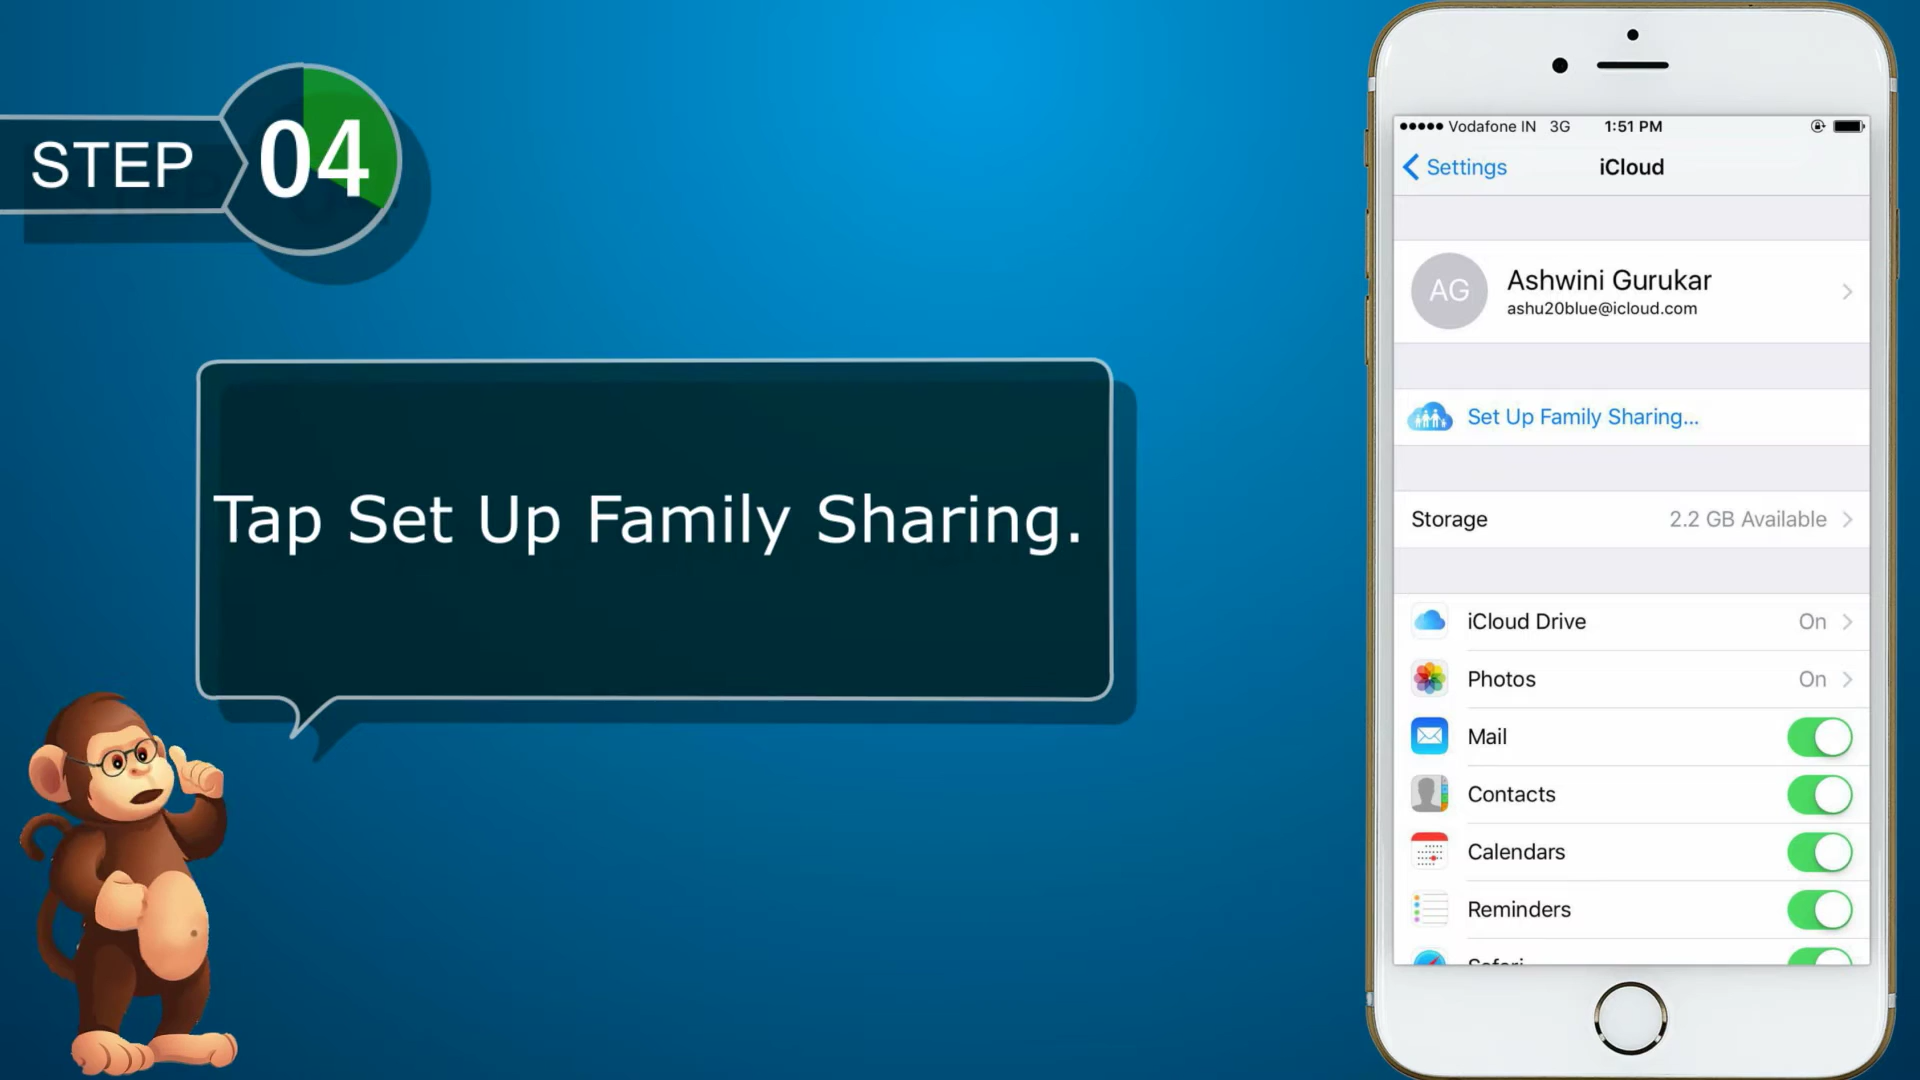 STEP 04
Tap Set Up Family Sharing.
Vodafone IN 3G 1:51 PM
Settings iCloud
AG
Ashwini Gurukar
ashu20blue@icloud.com
Set Up Family Sharing...
Storage 2.2 GB Available
iCloud Drive On
Photos On
Mail
Contacts
Calendars
Reminders
Safari